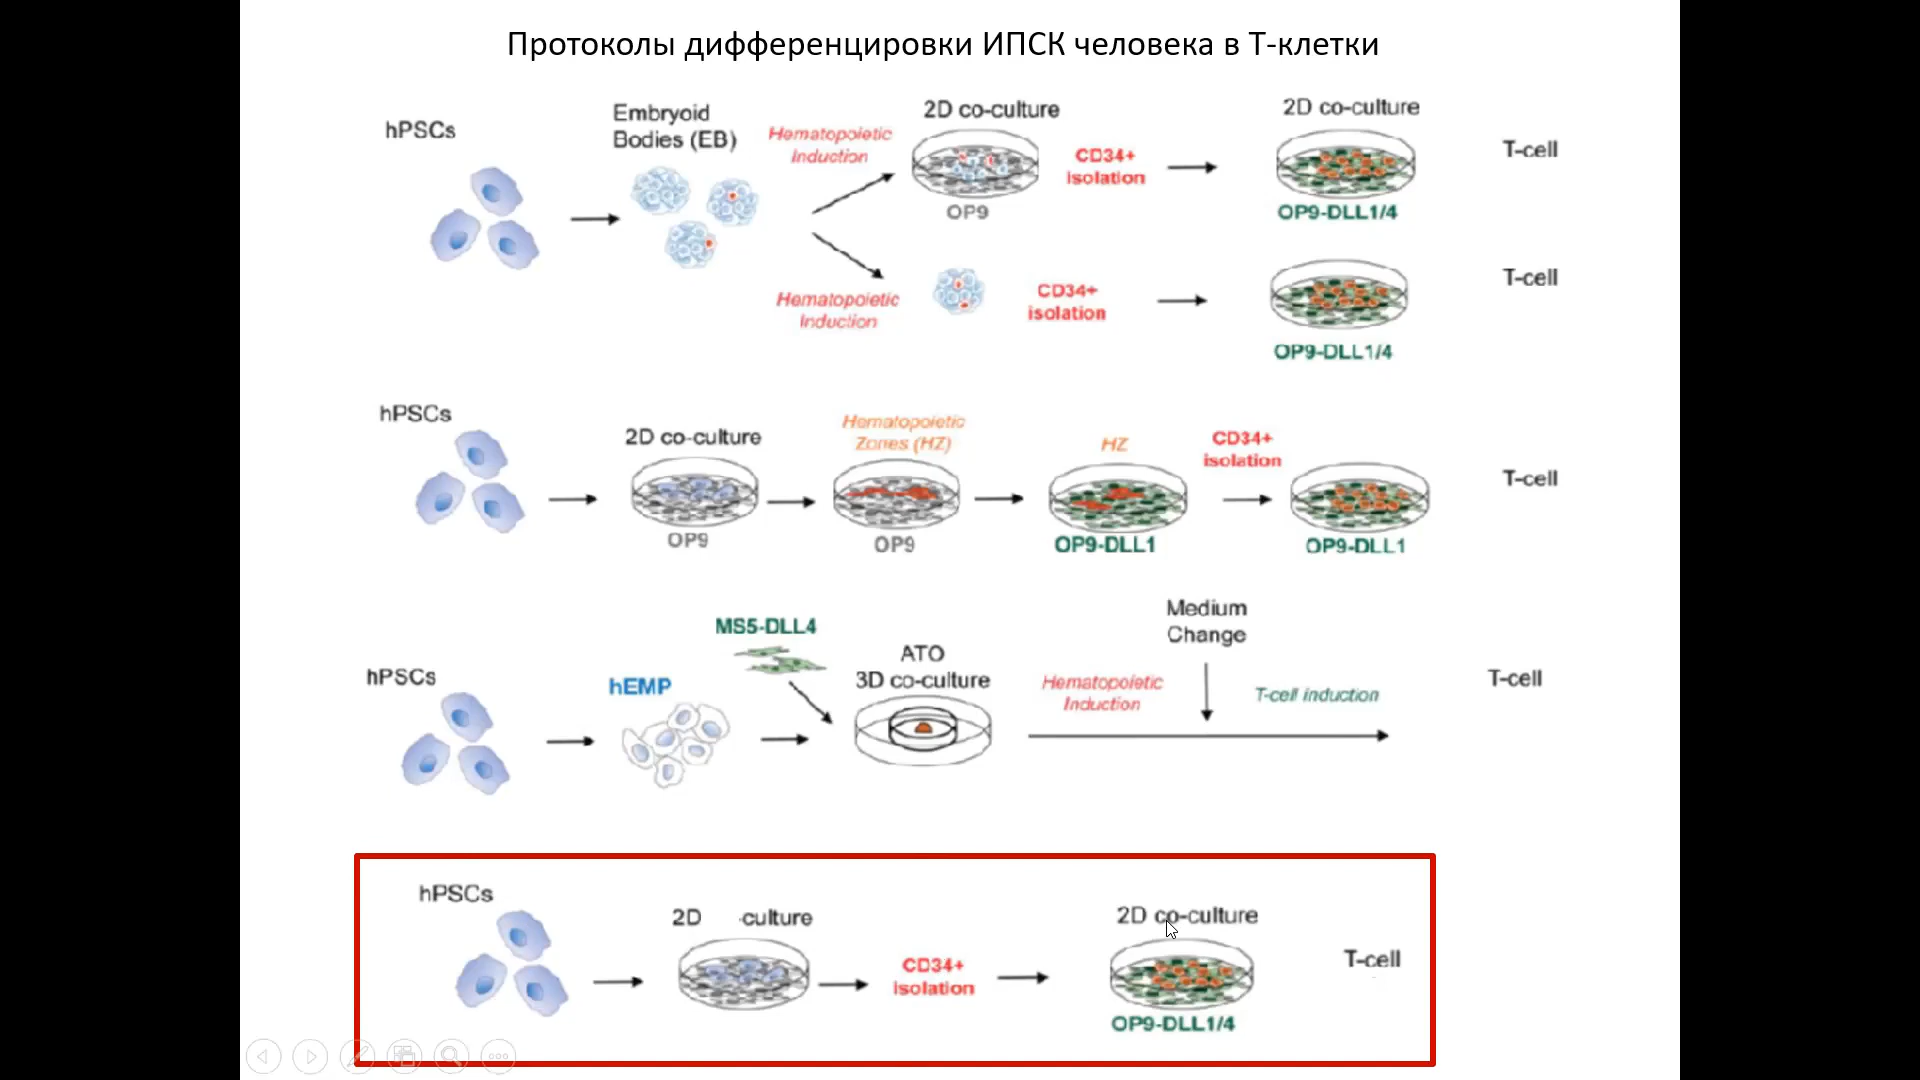 Протоколы дифференцировки ИПСК человека в Т-клетки
hPSCs
Embryoid
Bodies (EB)
Hematopoietic
Induction
2D co-culture
OP9
CD34+
isolation
2D co-culture
OP9-DLL1/4
T-cell
Hematopoietic
Induction
CD34+
isolation
OP9-DLL1/4
T-cell
hPSCs
2D co-culture
OP9
Hematopoietic
Zones (HZ)
OP9
HZ
OP9-DLL1
CD34+
isolation
OP9-DLL1
T-cell
hPSCs
hEMP
MS5-DLL4
ATO
3D co-culture
Hematopoietic
Induction
Medium
Change
T-cell induction
T-cell
hPSCs
2D -culture
CD34+
isolation
2D co-culture
OP9-DLL1/4
T-cell